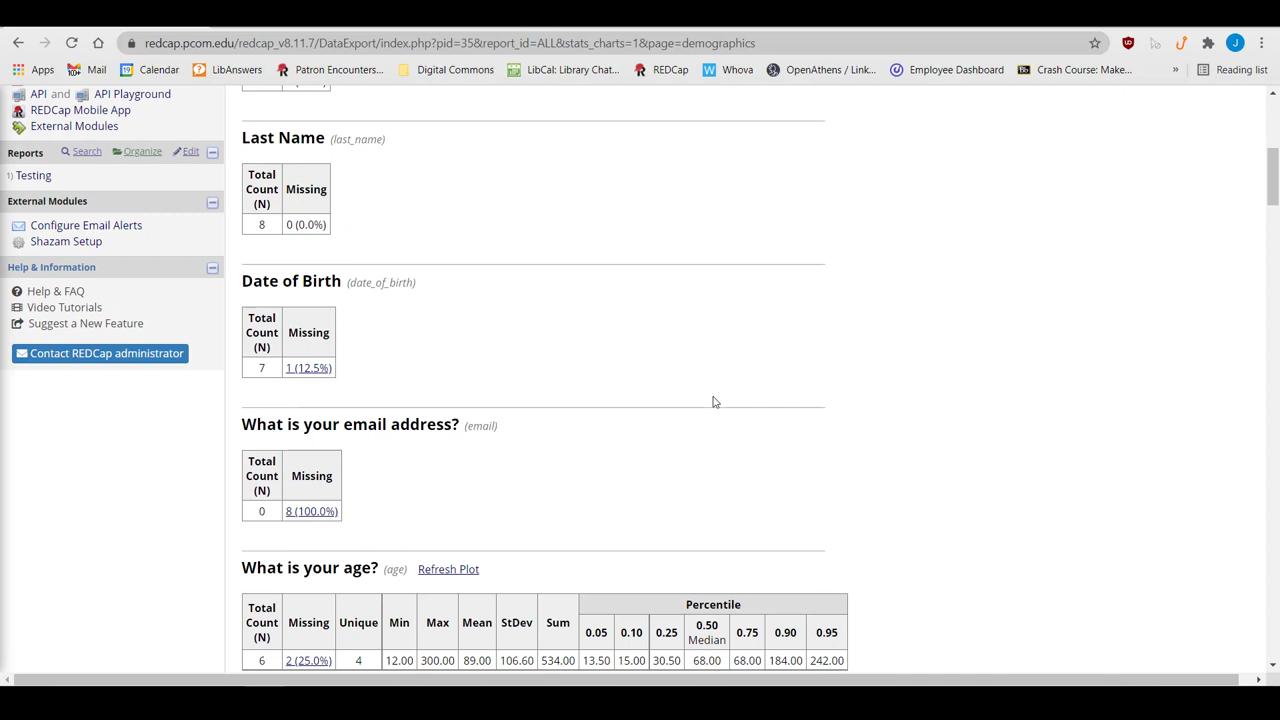 redcap.pcom.edu/redcap_v8.11.7/DataExport/index.php?pid=35&report_id=ALL&stats_charts=1&page=demographics
J
Apps 10+ Mail Calendar LibAnswers Patron Encounters... Digital Commons LibCal: Library Chat... REDCap Whova OpenAthens / Link... Employee Dashboard Crash Course: Make... » Reading list
API and API Playground
REDCap Mobile App
External Modules
Reports Search Organize Edit
1) Testing
External Modules
Configure Email Alerts
Shazam Setup
Help & Information
Help & FAQ
Video Tutorials
Suggest a New Feature
Contact REDCap administrator
Last Name (last_name)
Total Count (N) Missing
8 0 (0.0%)
Date of Birth (date_of_birth)
Total Count (N) Missing
7 1 (12.5%)
What is your email address? (email)
Total Count (N) Missing
0 8 (100.0%)
What is your age? (age) Refresh Plot
Total Count (N) Missing Unique Min Max Mean StDev Sum Percentile
0.05 0.10 0.25 0.50 Median 0.75 0.90 0.95
6 2 (25.0%) 4 12.00 300.00 89.00 106.60 534.00 13.50 15.00 30.50 68.00 68.00 184.00 242.00